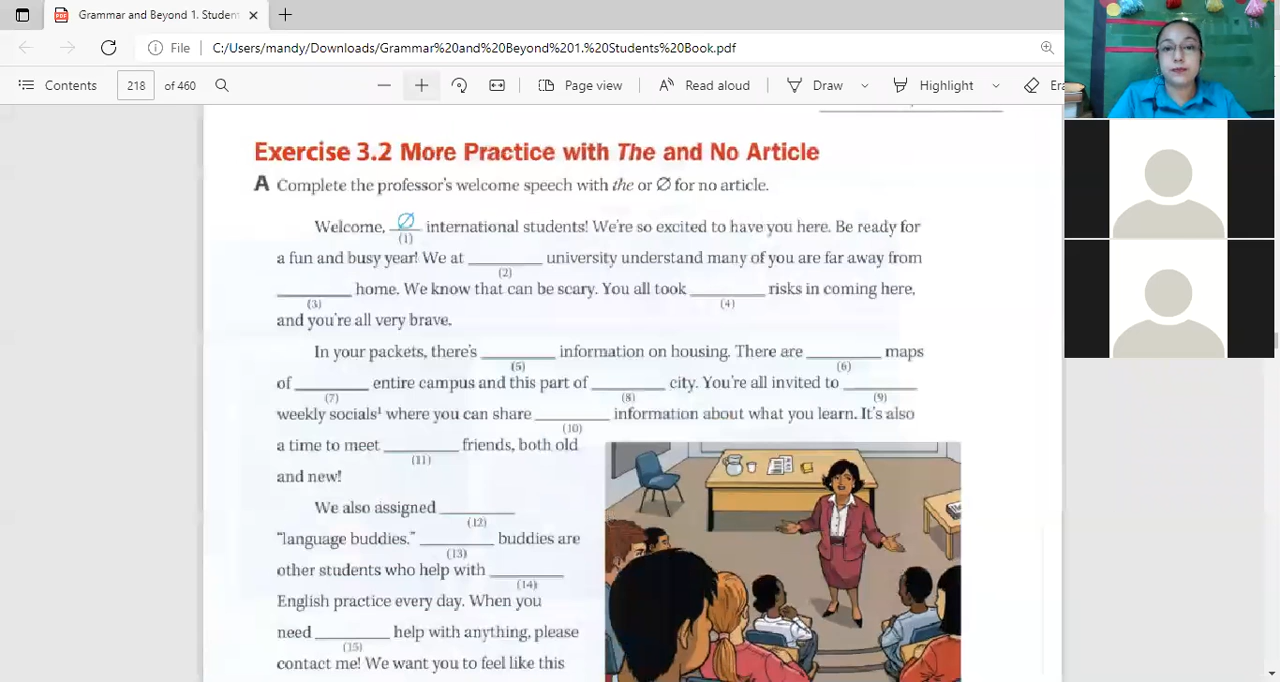 Grammar and Beyond 1. Studen
File C:/Users/mandy/Downloads/Grammar%20and%20Beyond%201.%20Students%20Book.pdf
Contents 218 of 460 Page view Read aloud Draw Highlight Era
Exercise 3.2 More Practice with The and No Article
A Complete the professor's welcome speech with the or Ø for no article.
Welcome, Ø international students! We're so excited to have you here. Be ready for
(1)
a fun and busy year! We at ________ university understand many of you are far away from
(2)
________ home. We know that can be scary. You all took ________ risks in coming here,
(3) (4)
and you're all very brave.
In your packets, there's ________ information on housing. There are ________ maps
(5) (6)
of ________ entire campus and this part of ________ city. You're all invited to ________
(7) (8) (9)
weekly socials¹ where you can share ________ information about what you learn. It's also
(10)
a time to meet ________ friends, both old
(11)
and new!
We also assigned ________
(12)
"language buddies." ________ buddies are
(13)
other students who help with ________
(14)
English practice every day. When you
need ________ help with anything, please
(15)
contact me! We want you to feel like this